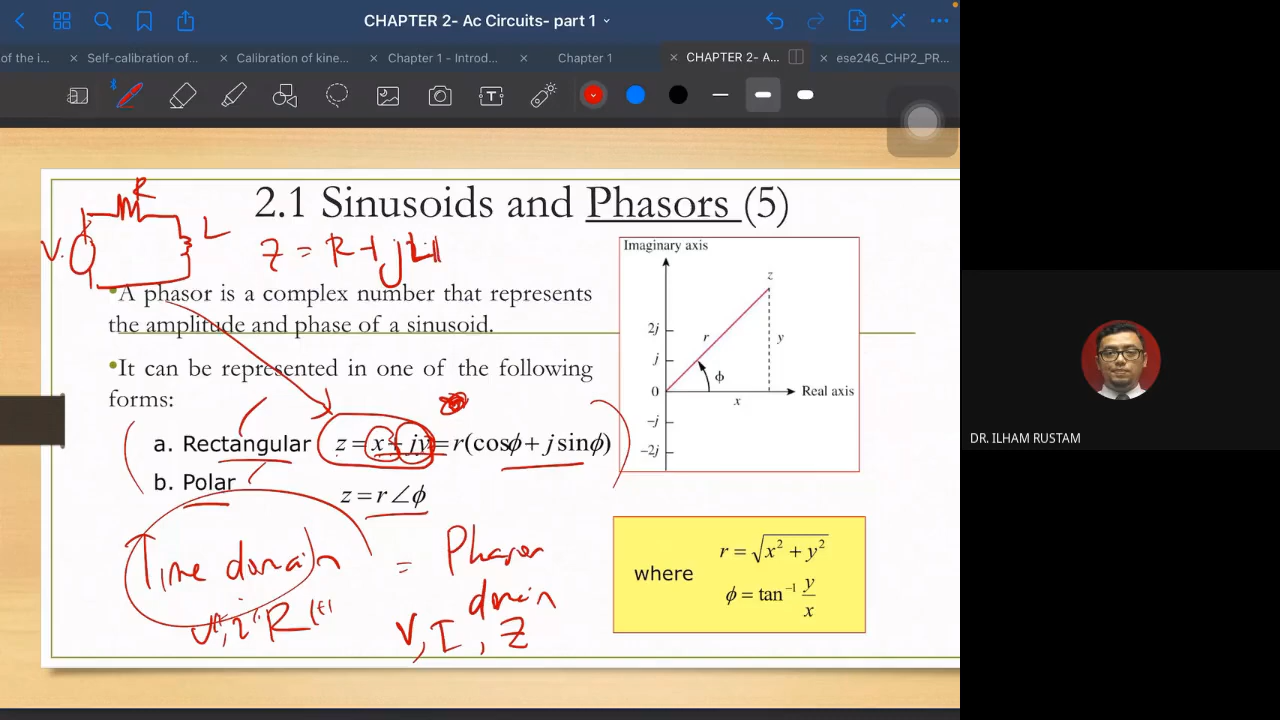 CHAPTER 2- Ac Circuits- part 1
of the i...
Self-calibration of...
Calibration of kine...
Chapter 1 - Introd...
Chapter 1
CHAPTER 2- A...
ese246_CHP2_PR...
T
2.1 Sinusoids and Phasors (5)
R
L
V
Z = R + j
•A phasor is a complex number that represents
the amplitude and phase of a sinusoid.
•It can be represented in one of the following
forms:
a. Rectangular z = x + jy = r(cosϕ + j sinϕ)
b. Polar z = r∠ϕ
Time domain = Phasor
domain
V, I, Z
Imaginary axis
z
2j
r
y
j
ϕ
0
Real axis
x
−j
−2j
where
r = √x² + y²
ϕ = tan⁻¹ y/x
DR. ILHAM RUSTAM